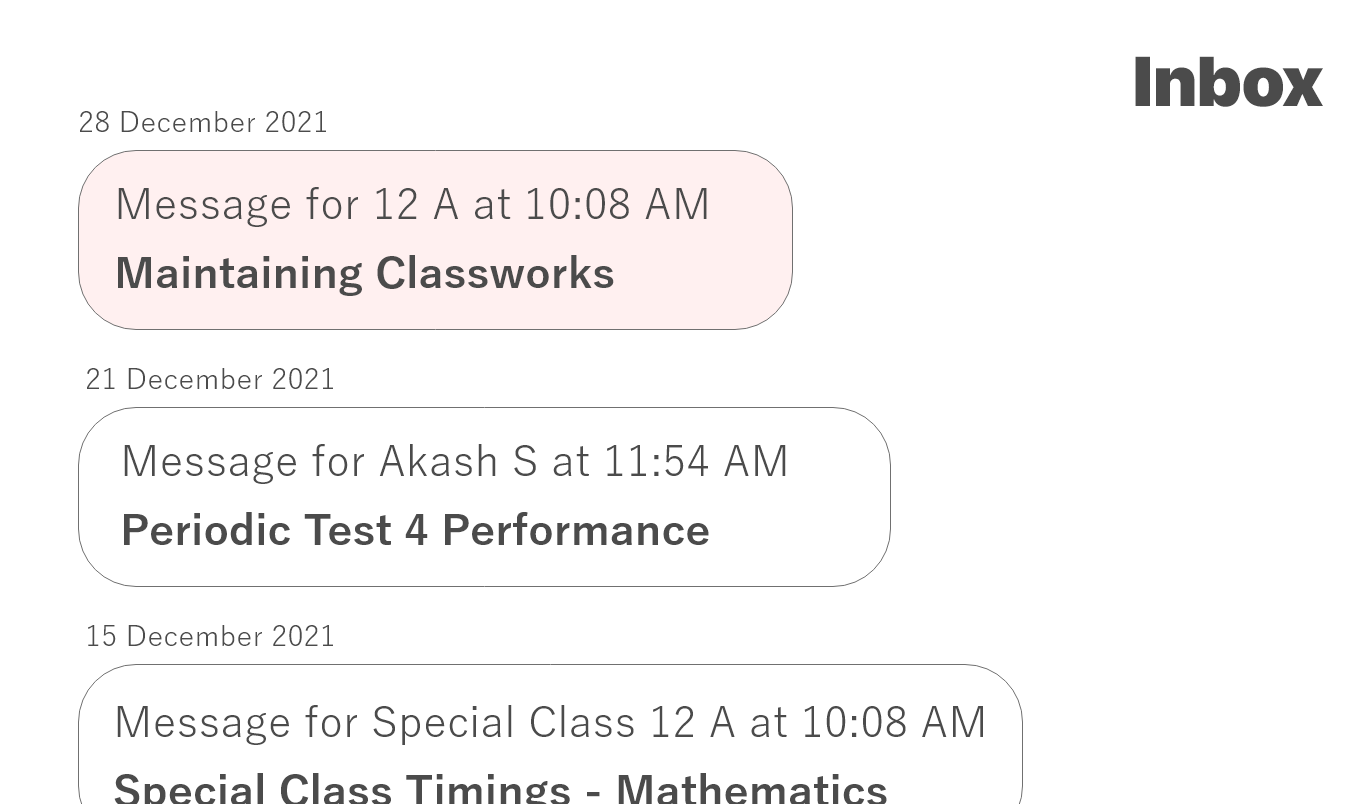 Inbox
28 December 2021
Message for 12 A at 10:08 AM
Maintaining Classworks
21 December 2021
Message for Akash S at 11:54 AM
Periodic Test 4 Performance
15 December 2021
Message for Special Class 12 A at 10:08 AM
Special Class Timings - Mathematics